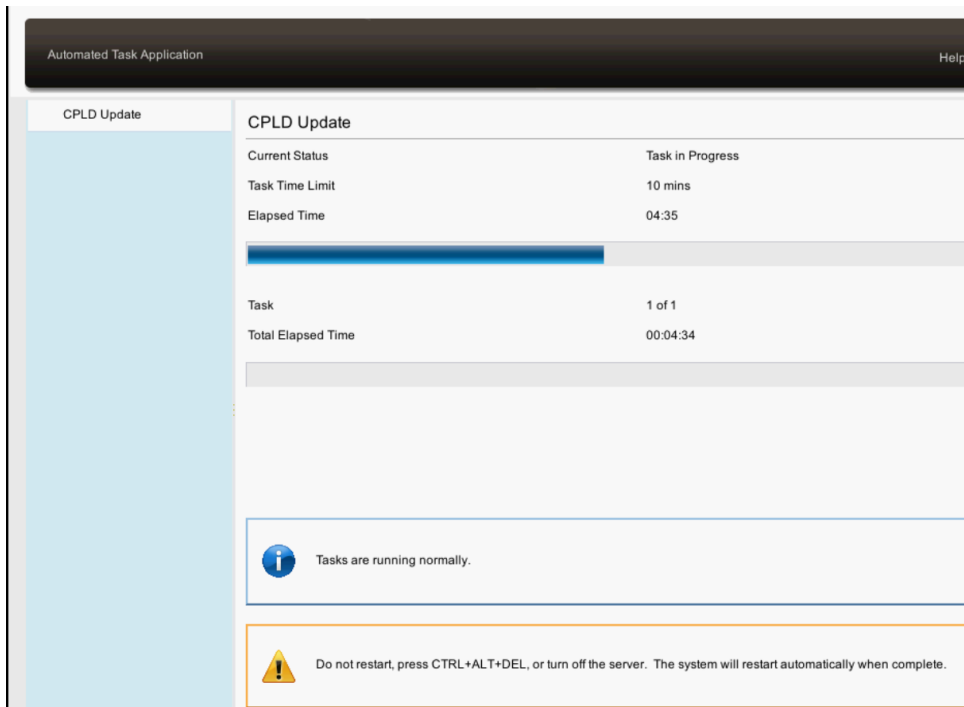 Automated Task Application
Help
CPLD Update
CPLD Update
Current Status Task in Progress
Task Time Limit 10 mins
Elapsed Time 04:35
Task 1 of 1
Total Elapsed Time 00:04:34
Tasks are running normally.
Do not restart, press CTRL+ALT+DEL, or turn off the server.  The system will restart automatically when complete.